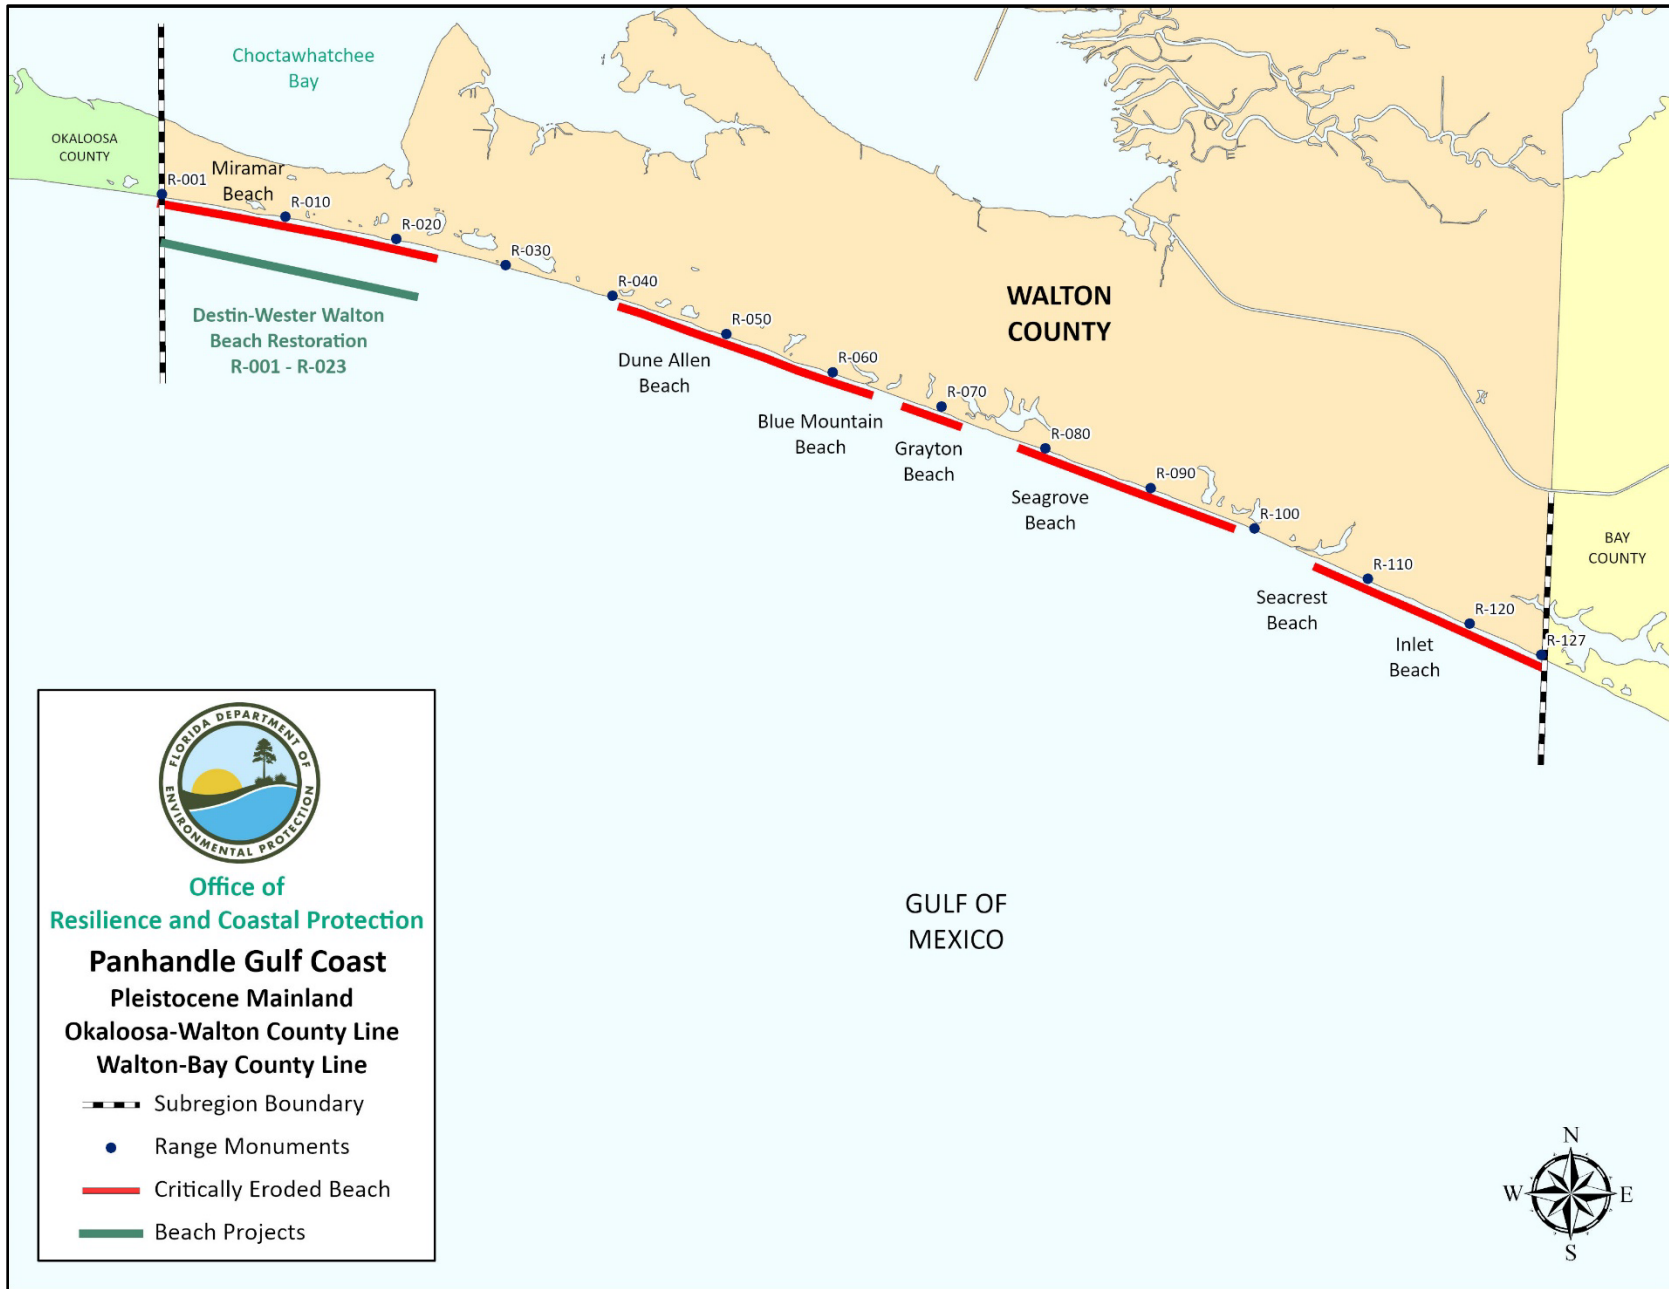 Choctawhatchee
Bay
OKALOOSA
COUNTY
Miramar
Beach
R-001
R-010
R-020
R-030
R-040
R-050
R-060
R-070
R-080
R-090
R-100
R-110
R-120
R-127
Destin-Wester Walton
Beach Restoration
R-001 - R-023
WALTON
COUNTY
Dune Allen
Beach
Blue Mountain
Beach
Grayton
Beach
Seagrove
Beach
Seacrest
Beach
Inlet
Beach
BAY
COUNTY
GULF OF
MEXICO
FLORIDA DEPARTMENT OF
ENVIRONMENTAL PROTECTION
Office of
Resilience and Coastal Protection
Panhandle Gulf Coast
Pleistocene Mainland
Okaloosa-Walton County Line
Walton-Bay County Line
Subregion Boundary
Range Monuments
Critically Eroded Beach
Beach Projects
N
W
E
S